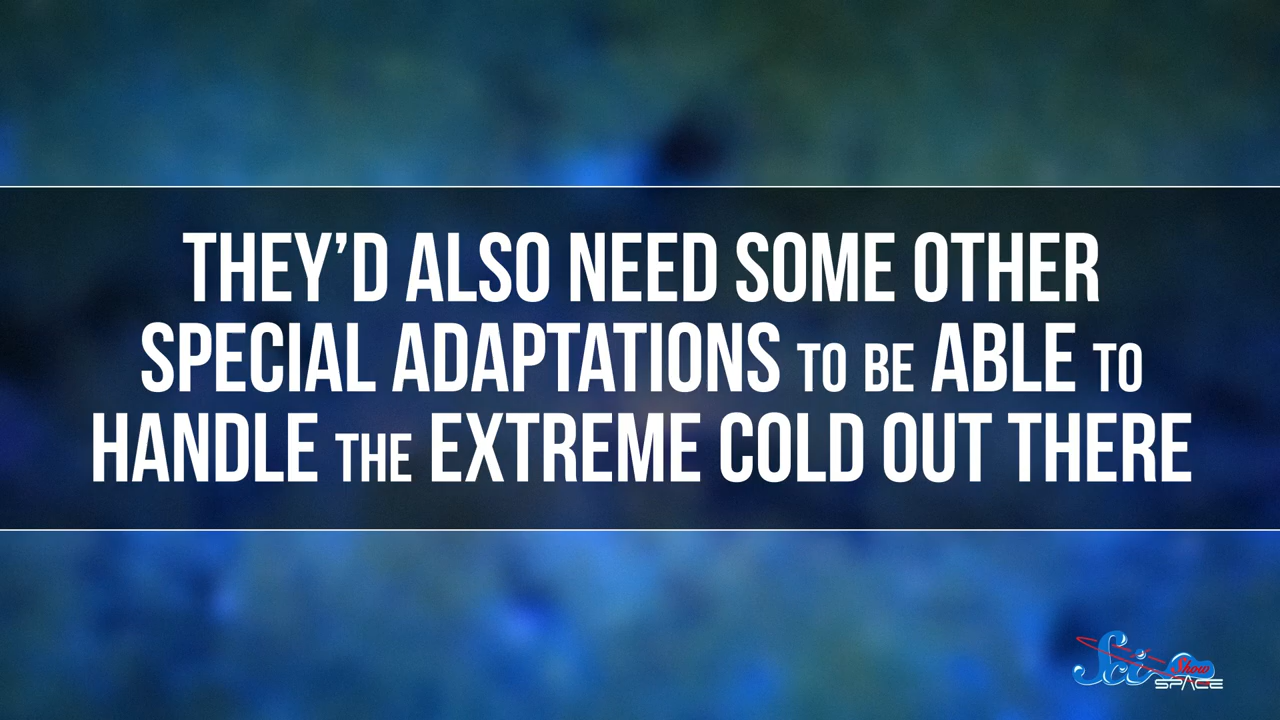 THEY’D ALSO NEED SOME OTHER
SPECIAL ADAPTATIONS TO BE ABLE TO
HANDLE THE EXTREME COLD OUT THERE
Sci Show
SPACE